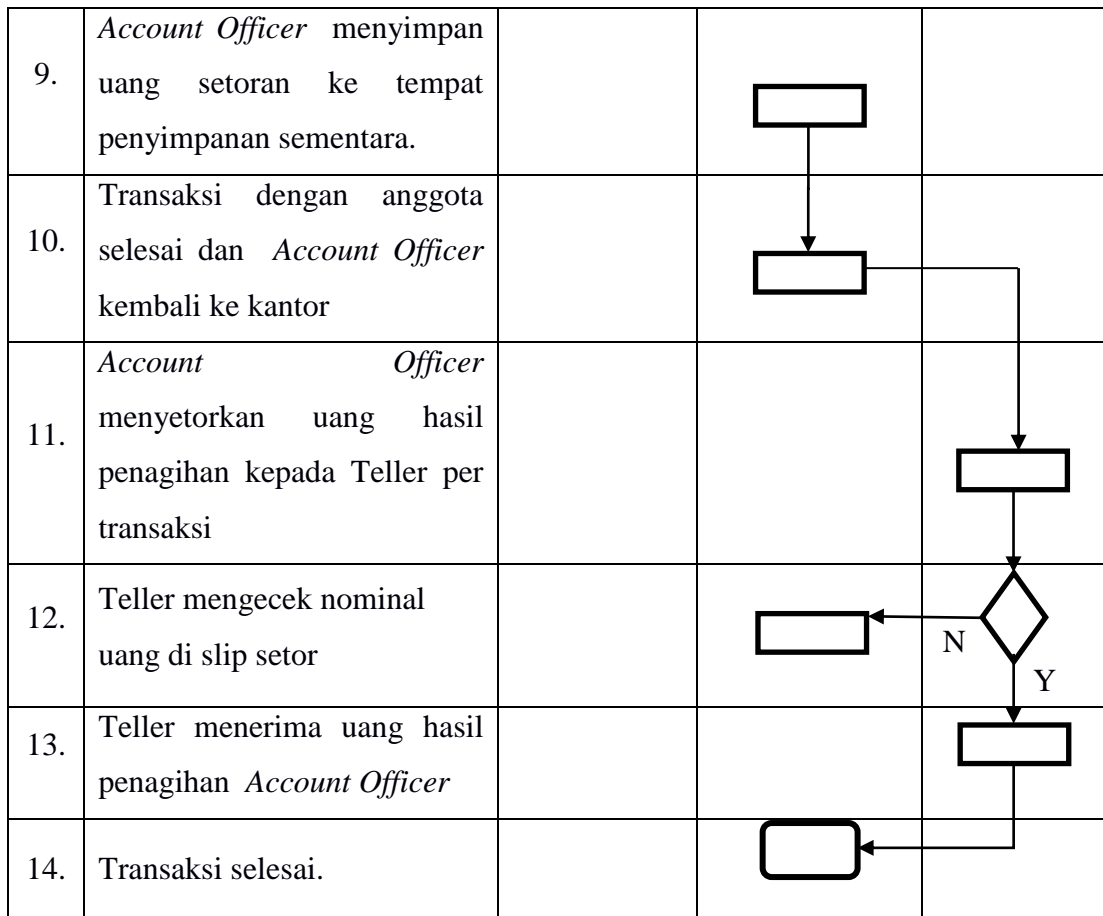 9.
Account Officer menyimpan
uang setoran ke tempat
penyimpanan sementara.
10.
Transaksi dengan anggota
selesai dan Account Officer
kembali ke kantor
11.
Account Officer
menyetorkan uang hasil
penagihan kepada Teller per
transaksi
12.
Teller mengecek nominal
uang di slip setor
N
Y
13.
Teller menerima uang hasil
penagihan Account Officer
14.
Transaksi selesai.